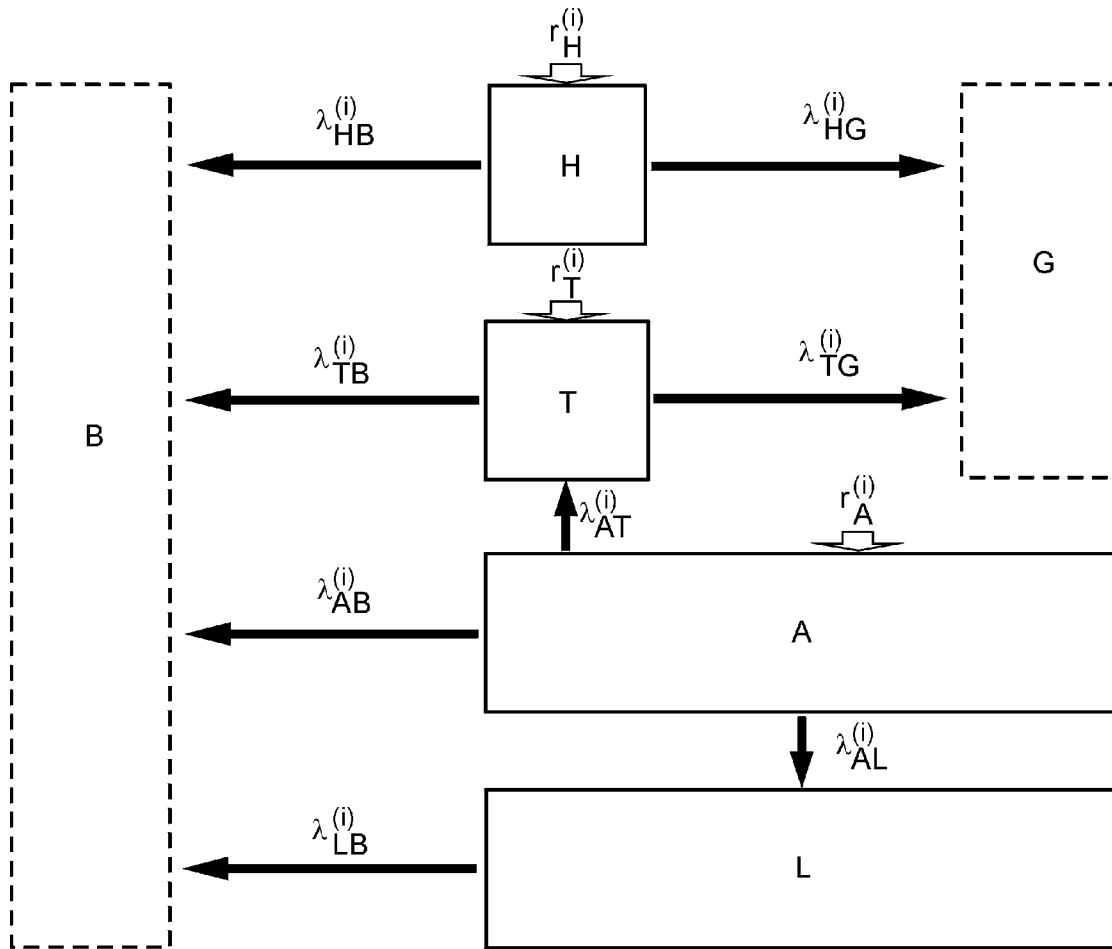 r_H^(i)
λ_HB^(i)
λ_HG^(i)
H
r_T^(i)
G
λ_TB^(i)
λ_TG^(i)
T
B
r_A^(i)
λ_AT^(i)
λ_AB^(i)
A
λ_AL^(i)
λ_LB^(i)
L